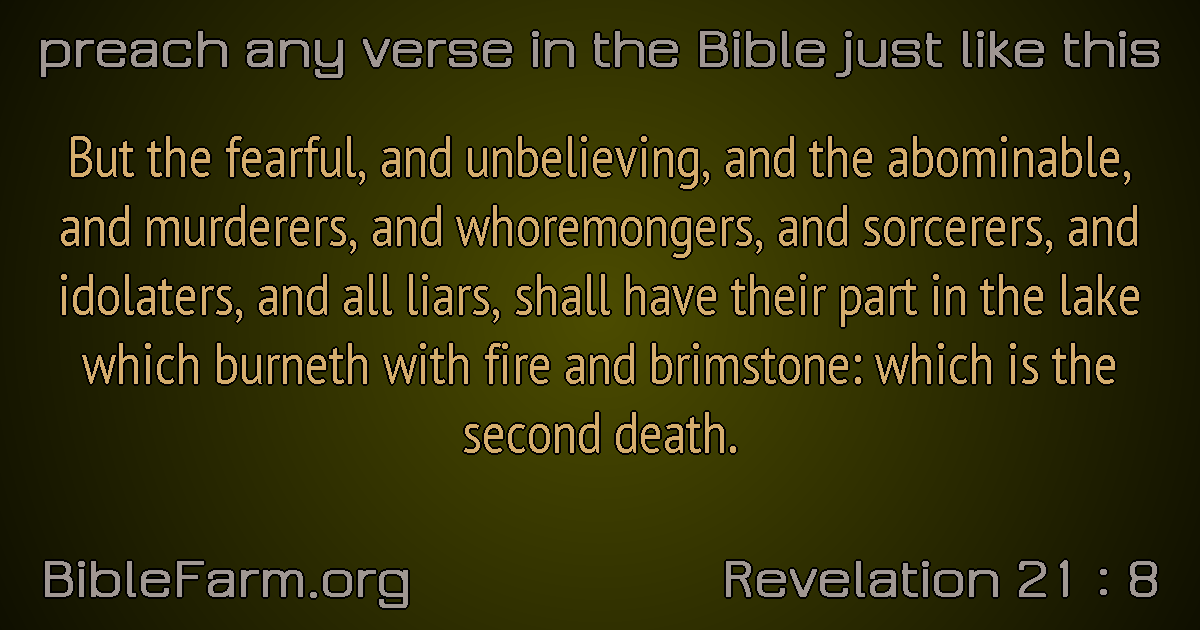 preach any verse in the Bible just like this
But the fearful, and unbelieving, and the abominable,
and murderers, and whoremongers, and sorcerers, and
idolaters, and all liars, shall have their part in the lake
which burneth with fire and brimstone: which is the
second death.
BibleFarm.org
Revelation 21 : 8